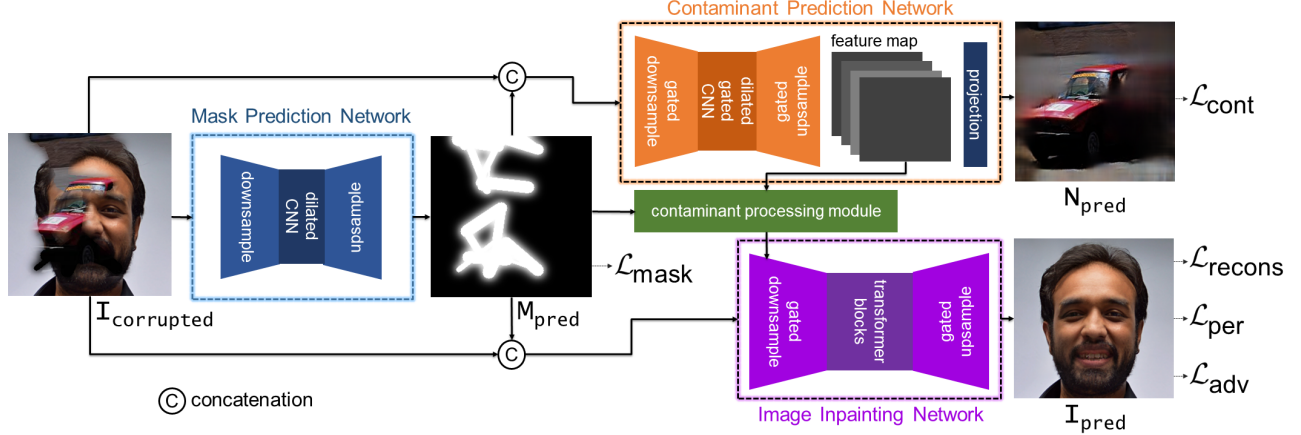 Contaminant Prediction Network
gated
downsample
dilated
gated
CNN
gated
upsample
feature map
projection
C
ℒcont
Npred
Mask Prediction Network
downsample
dilated
CNN
upsample
Icorrupted
Mpred
ℒmask
contaminant processing module
gated
downsample
transformer
blocks
gated
upsample
ℒrecons
ℒper
ℒadv
C
C concatenation
Image Inpainting Network
Ipred